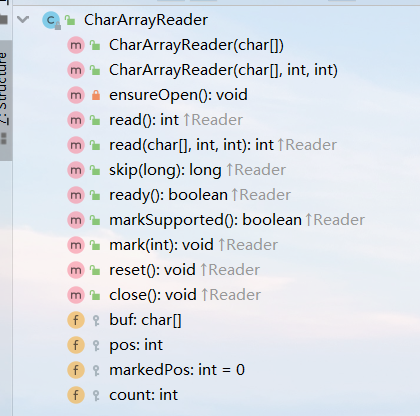 CharArrayReader
m CharArrayReader(char[])
m CharArrayReader(char[], int, int)
m ensureOpen(): void
m read(): int ↑Reader
m read(char[], int, int): int ↑Reader
m skip(long): long ↑Reader
m ready(): boolean ↑Reader
m markSupported(): boolean ↑Reader
m mark(int): void ↑Reader
m reset(): void ↑Reader
m close(): void ↑Reader
f buf: char[]
f pos: int
f markedPos: int = 0
f count: int
7: Structure